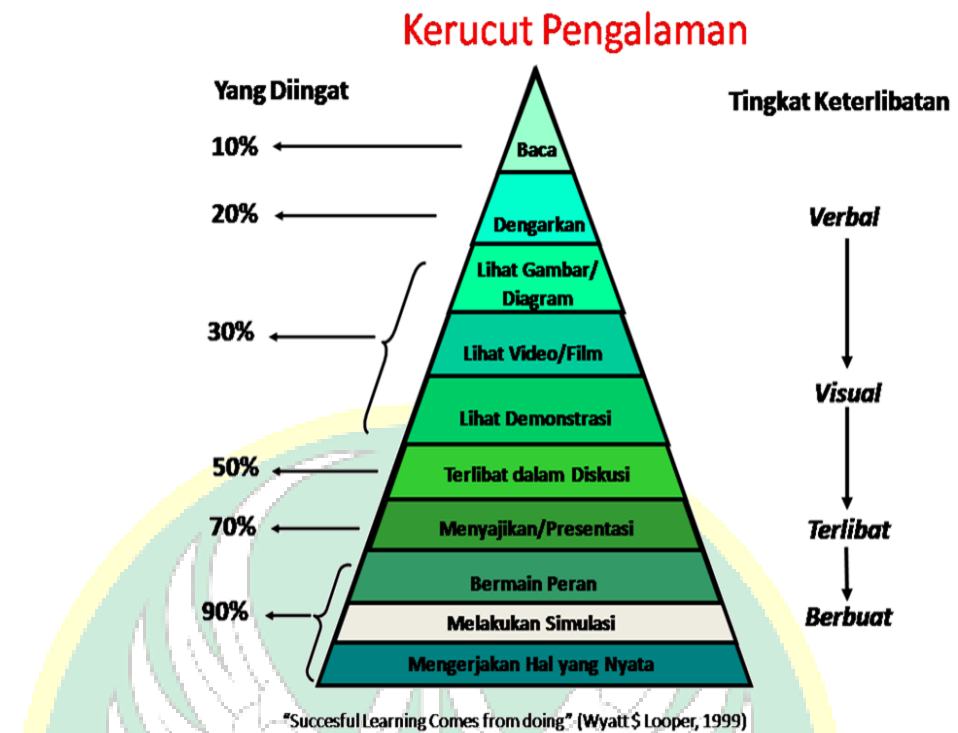 Kerucut Pengalaman
Yang Diingat
Tingkat Keterlibatan
10%
Baca
20%
Dengarkan
Verbal
Lihat Gambar/
Diagram
30%
Lihat Video/Film
Visual
Lihat Demonstrasi
50%
Terlibat dalam Diskusi
70%
Menyajikan/Presentasi
Terlibat
Bermain Peran
90%
Melakukan Simulasi
Berbuat
Mengerjakan Hal yang Nyata
"Succesful Learning Comes from doing" (Wyatt $ Looper, 1999)